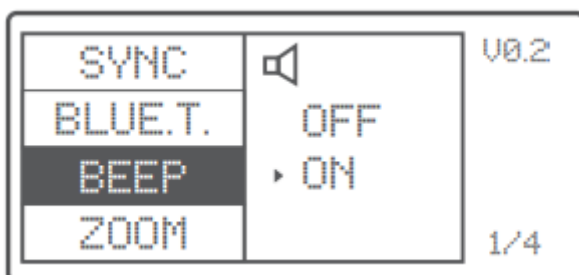 SYNC
BLUE.T.
BEEP
ZOOM
OFF
ON
V0.2
1/4